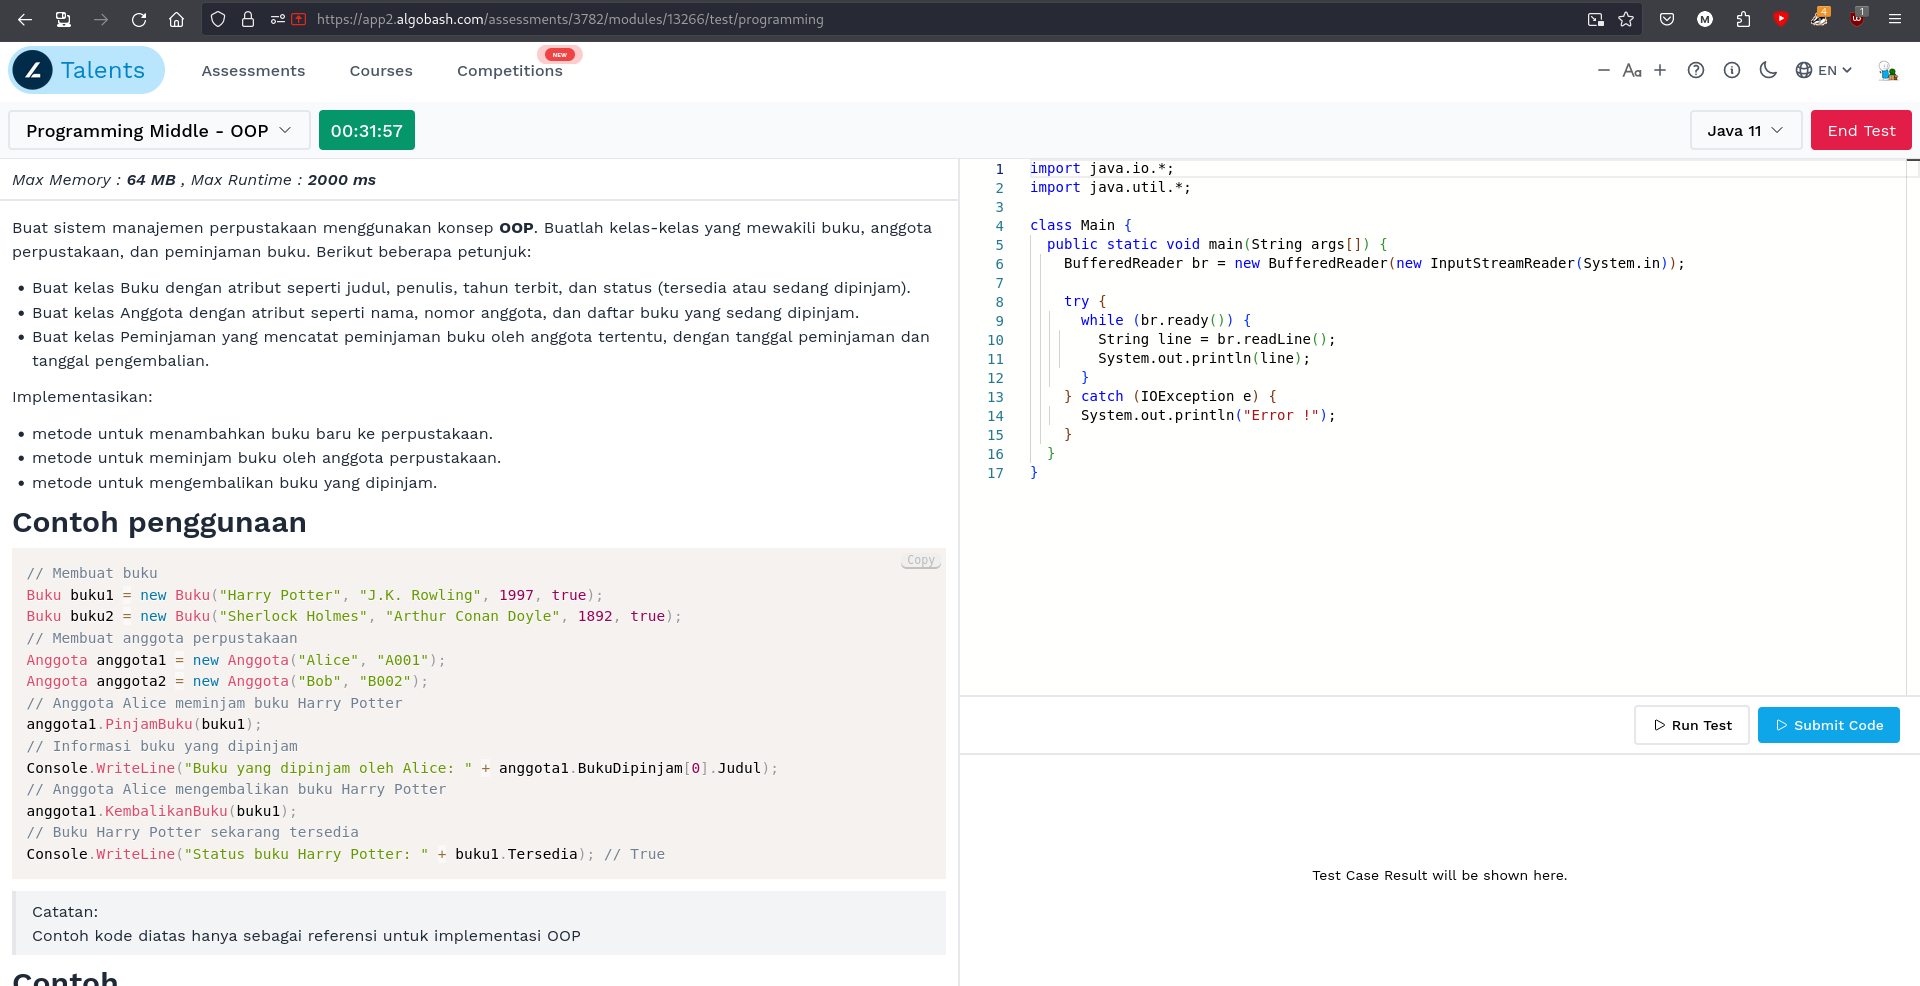 https://app2.algobash.com/assessments/3782/modules/13266/test/programming
M
4
1
Talents
Assessments
Courses
Competitions
NEW
Aa
EN
Programming Middle - OOP
00:31:57
Java 11
End Test
Max Memory : 64 MB , Max Runtime : 2000 ms
Buat sistem manajemen perpustakaan menggunakan konsep OOP. Buatlah kelas-kelas yang mewakili buku, anggota
perpustakaan, dan peminjaman buku. Berikut beberapa petunjuk:
• Buat kelas Buku dengan atribut seperti judul, penulis, tahun terbit, dan status (tersedia atau sedang dipinjam).
• Buat kelas Anggota dengan atribut seperti nama, nomor anggota, dan daftar buku yang sedang dipinjam.
• Buat kelas Peminjaman yang mencatat peminjaman buku oleh anggota tertentu, dengan tanggal peminjaman dan
tanggal pengembalian.
Implementasikan:
• metode untuk menambahkan buku baru ke perpustakaan.
• metode untuk meminjam buku oleh anggota perpustakaan.
• metode untuk mengembalikan buku yang dipinjam.
Contoh penggunaan
Copy
// Membuat buku
Buku buku1 = new Buku("Harry Potter", "J.K. Rowling", 1997, true);
Buku buku2 = new Buku("Sherlock Holmes", "Arthur Conan Doyle", 1892, true);
// Membuat anggota perpustakaan
Anggota anggota1 = new Anggota("Alice", "A001");
Anggota anggota2 = new Anggota("Bob", "B002");
// Anggota Alice meminjam buku Harry Potter
anggota1.PinjamBuku(buku1);
// Informasi buku yang dipinjam
Console.WriteLine("Buku yang dipinjam oleh Alice: " + anggota1.BukuDipinjam[0].Judul);
// Anggota Alice mengembalikan buku Harry Potter
anggota1.KembalikanBuku(buku1);
// Buku Harry Potter sekarang tersedia
Console.WriteLine("Status buku Harry Potter: " + buku1.Tersedia); // True
Catatan:
Contoh kode diatas hanya sebagai referensi untuk implementasi OOP
Contoh
1 import java.io.*;
2 import java.util.*;
3
4 class Main {
5 public static void main(String args[]) {
6 BufferedReader br = new BufferedReader(new InputStreamReader(System.in));
7
8 try {
9 while (br.ready()) {
10 String line = br.readLine();
11 System.out.println(line);
12 }
13 } catch (IOException e) {
14 System.out.println("Error !");
15 }
16 }
17 }
Run Test
Submit Code
Test Case Result will be shown here.